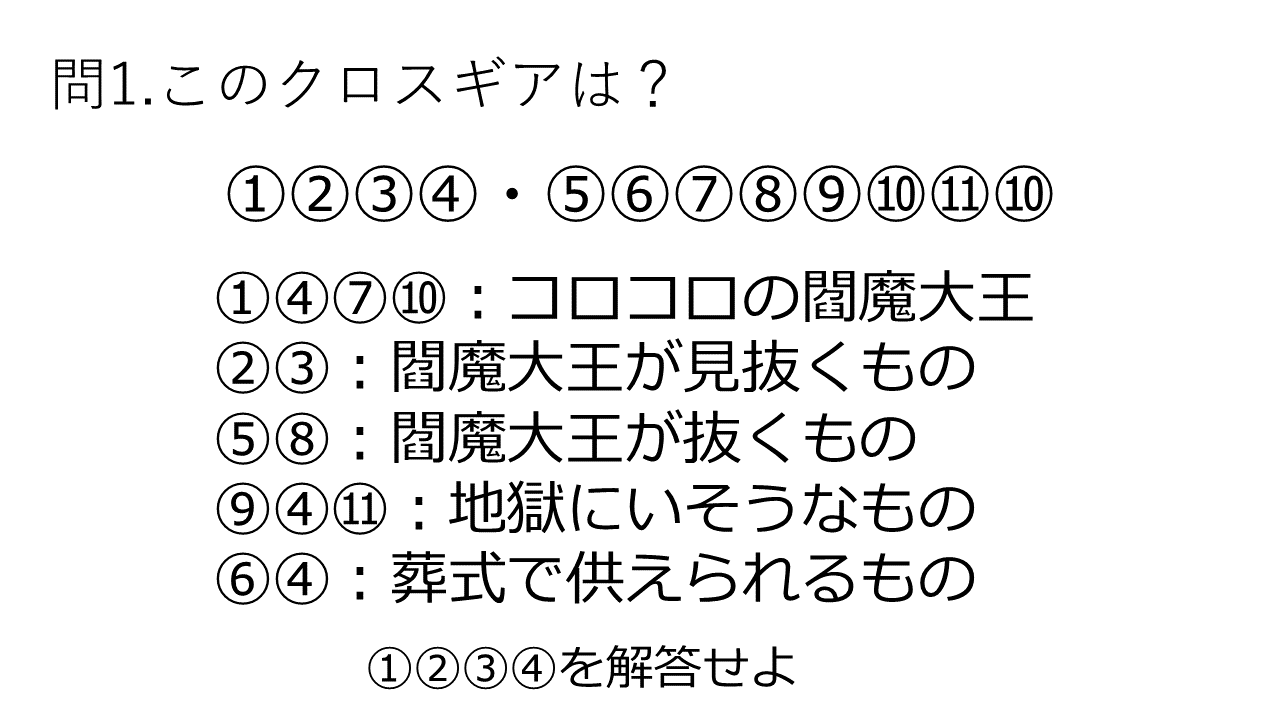 問1.このクロスギアは？
①②③④・⑤⑥⑦⑧⑨⑩⑪⑩
①④⑦⑩：コロコロの閻魔大王
②③：閻魔大王が見抜くもの
⑤⑧：閻魔大王が抜くもの
⑨④⑪：地獄にいそうなもの
⑥④：葬式で供えられるもの
①②③④を解答せよ